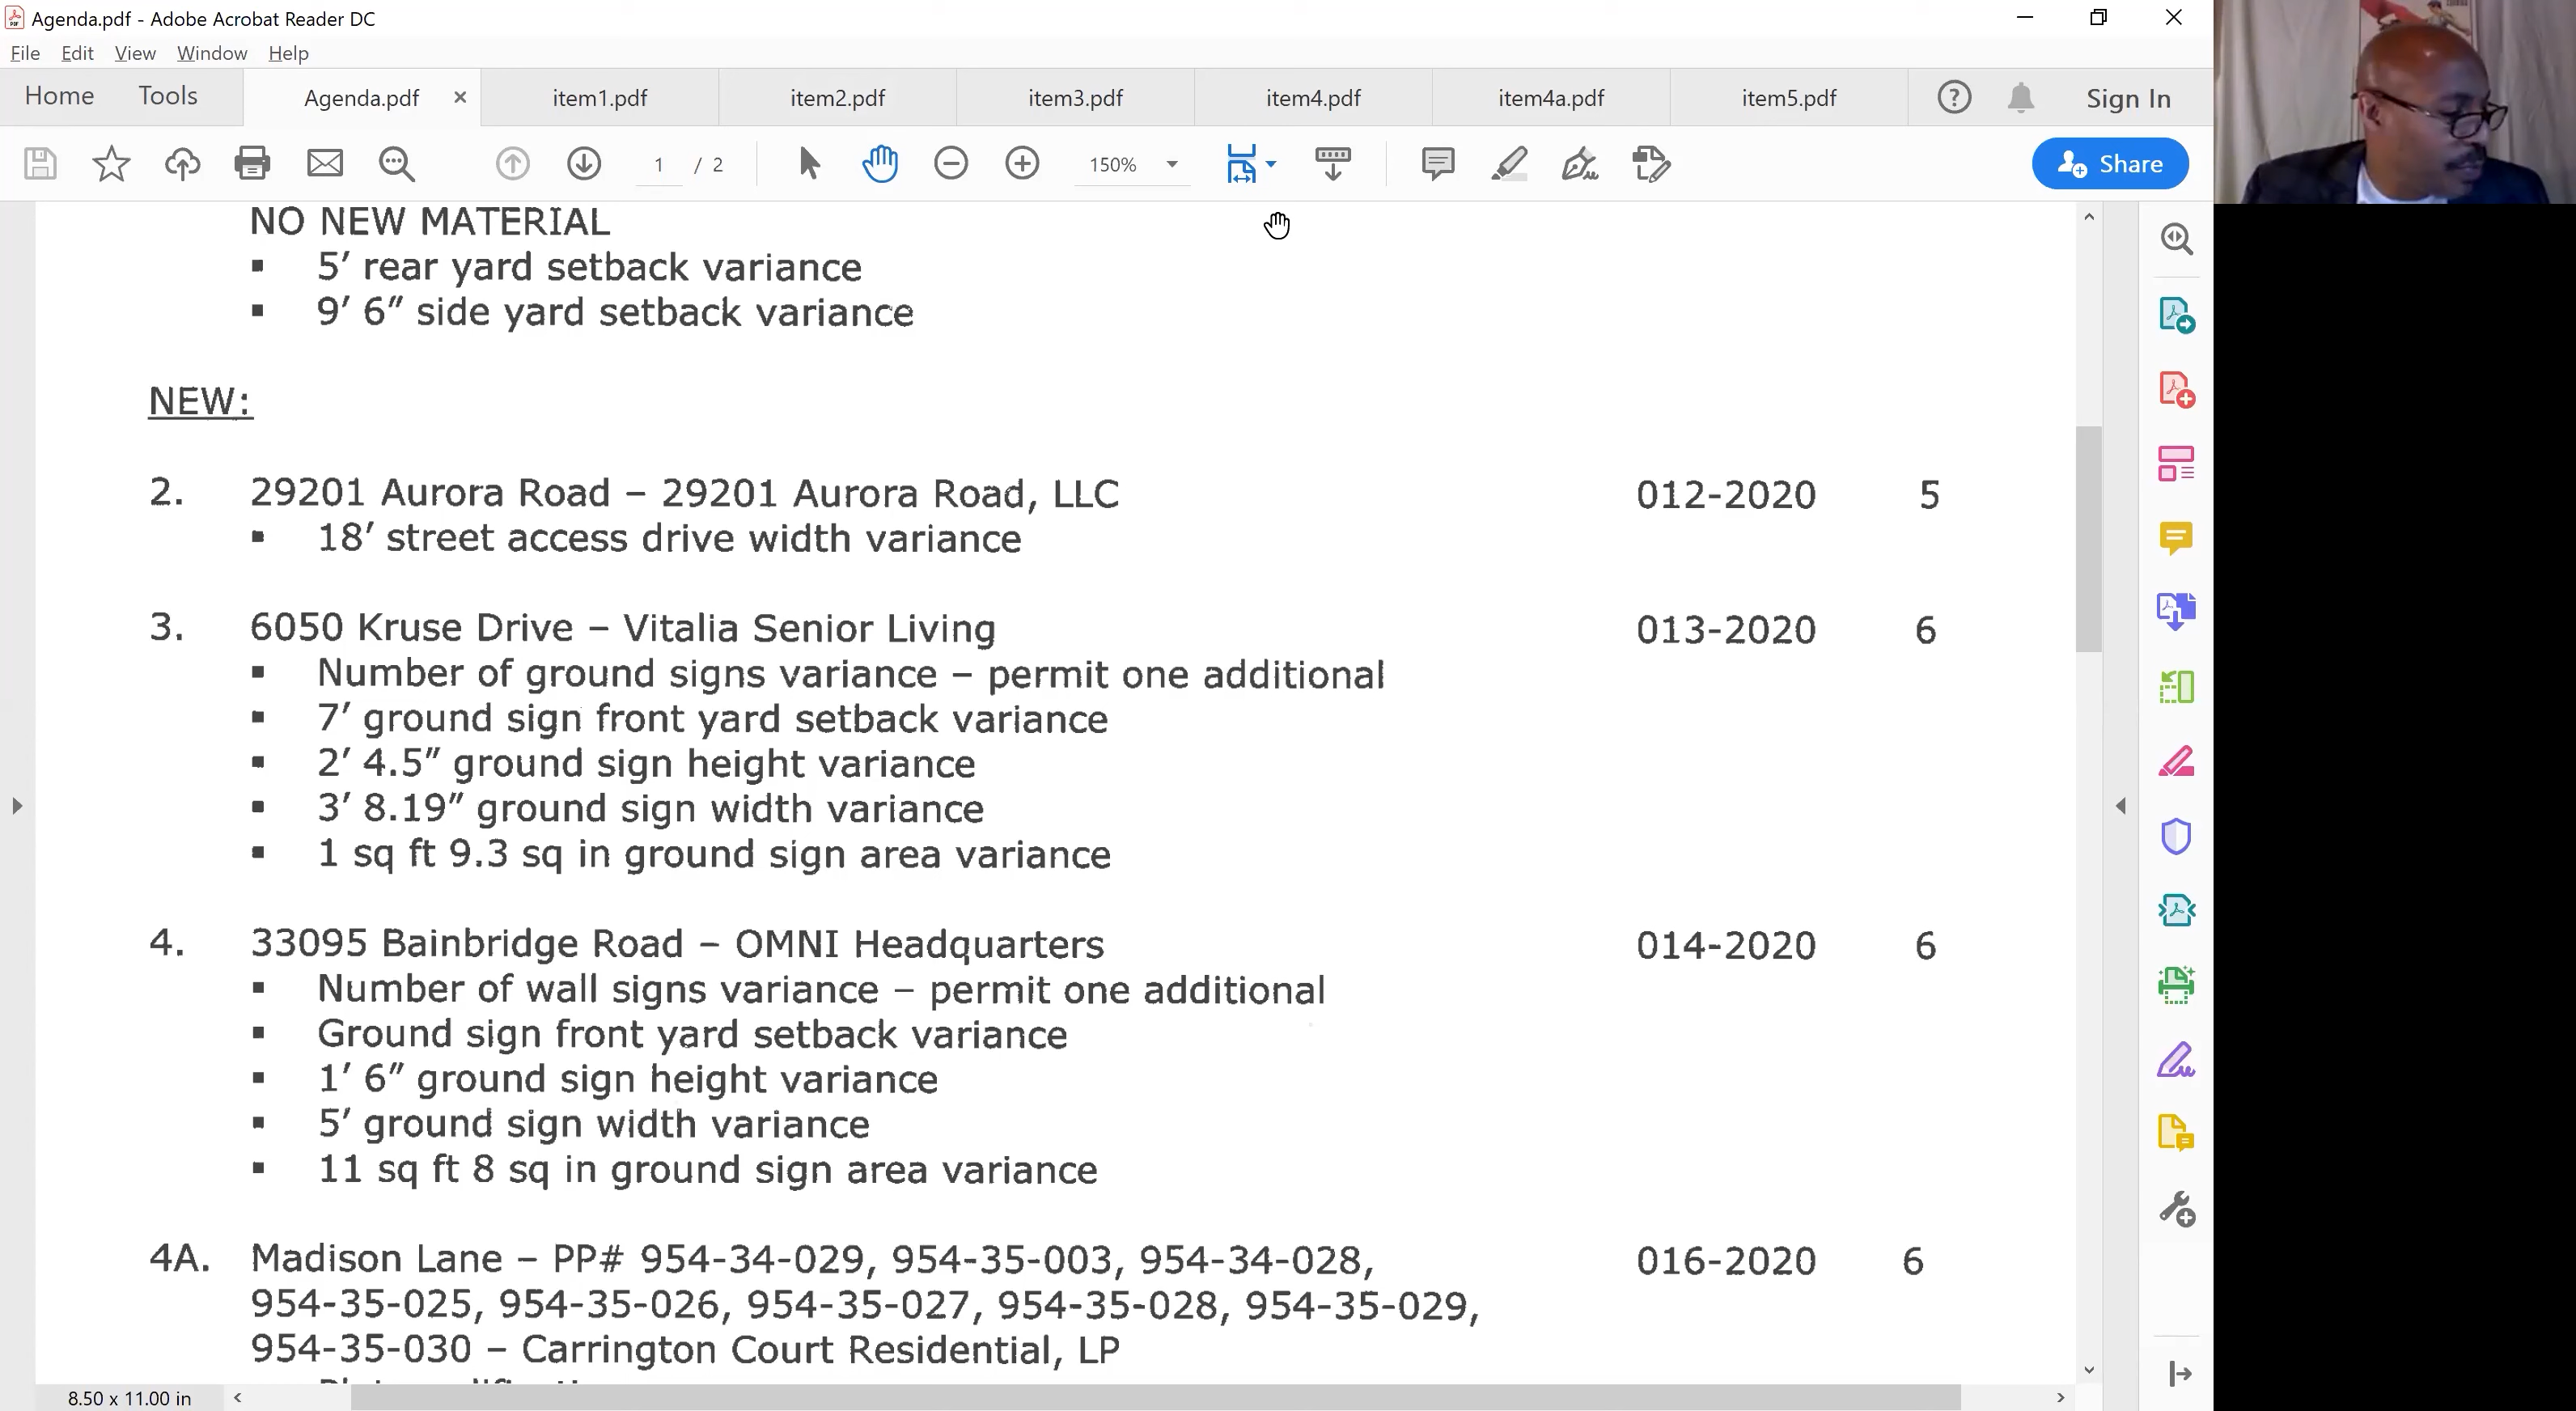 Agenda.pdf - Adobe Acrobat Reader DC
File Edit View Window Help
Home Tools Agenda.pdf item1.pdf item2.pdf item3.pdf item4.pdf item4a.pdf item5.pdf Sign In
1 / 2 150% Share
NO NEW MATERIAL
▪ 5′ rear yard setback variance
▪ 9′ 6″ side yard setback variance
NEW:
2. 29201 Aurora Road – 29201 Aurora Road, LLC 012-2020 5
▪ 18′ street access drive width variance
3. 6050 Kruse Drive – Vitalia Senior Living 013-2020 6
▪ Number of ground signs variance – permit one additional
▪ 7′ ground sign front yard setback variance
▪ 2′ 4.5″ ground sign height variance
▪ 3′ 8.19″ ground sign width variance
▪ 1 sq ft 9.3 sq in ground sign area variance
4. 33095 Bainbridge Road – OMNI Headquarters 014-2020 6
▪ Number of wall signs variance – permit one additional
▪ Ground sign front yard setback variance
▪ 1′ 6″ ground sign height variance
▪ 5′ ground sign width variance
▪ 11 sq ft 8 sq in ground sign area variance
4A. Madison Lane – PP# 954-34-029, 954-35-003, 954-34-028, 016-2020 6
954-35-025, 954-35-026, 954-35-027, 954-35-028, 954-35-029,
954-35-030 – Carrington Court Residential, LP
8.50 x 11.00 in